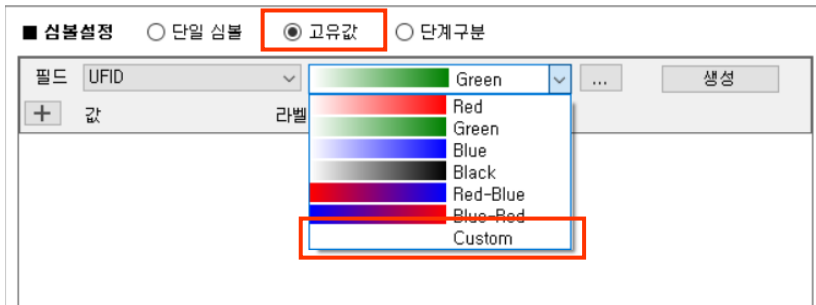 ■ 심볼설정 단일 심볼 고유값 단계구분
필드 UFID Green ... 생성
+ 값 라벨 Red
Green
Blue
Black
Red-Blue
Blue-Red
Custom